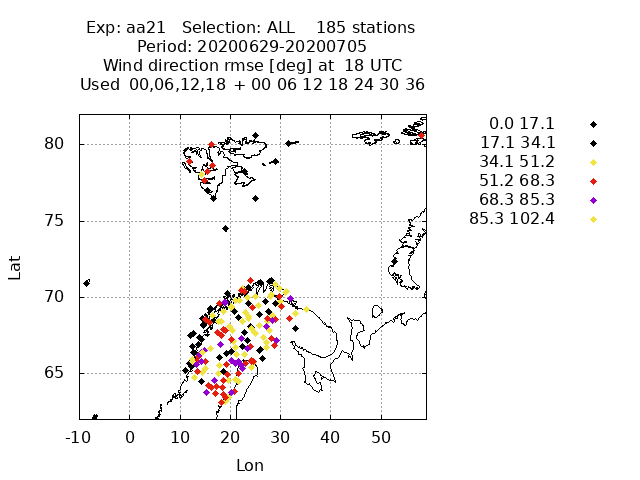 Exp: aa21 Selection: ALL 185 stations
Period: 20200629-20200705
Wind direction rmse [deg] at 18 UTC
Used 00,06,12,18 + 00 06 12 18 24 30 36
0.0 17.1
17.1 34.1
34.1 51.2
51.2 68.3
68.3 85.3
85.3 102.4
80
75
70
65
Lat
-10 0 10 20 30 40 50
Lon